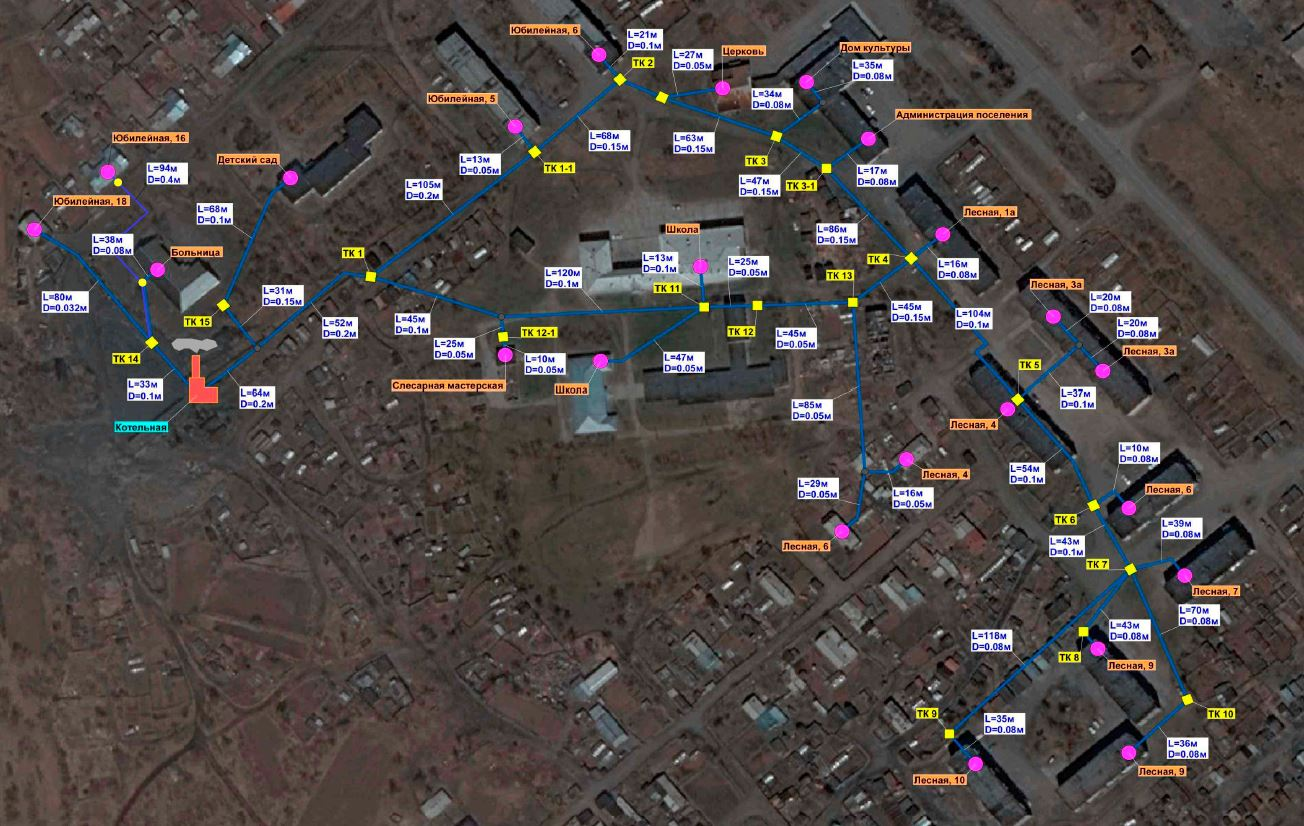 Юбилейная, 6
L=21м
D=0.1м
ТК 2
L=27м
D=0.05м
Церковь
Дом культуры
L=35м
D=0.08м
L=34м
D=0.08м
Юбилейная, 5
Администрация поселения
L=68м
D=0.15м
L=63м
D=0.15м
ТК 3
L=13м
D=0.05м
ТК 1-1
Юбилейная, 16
L=94м
D=0.4м
Детский сад
L=105м
D=0.2м
L=47м
D=0.15м
ТК 3-1
L=17м
D=0.08м
Юбилейная, 18
L=68м
D=0.1м
Лесная, 1а
L=38м
D=0.08м
Больница
ТК 1
Школа
L=86м
D=0.15м
L=13м
D=0.1м
L=25м
D=0.05м
ТК 4
L=16м
D=0.08м
L=120м
D=0.1м
ТК 11
ТК 13
Лесная, 3а
L=80м
D=0.032м
L=31м
D=0.15м
L=20м
D=0.08м
L=45м
D=0.15м
L=104м
D=0.1м
ТК 15
L=52м
D=0.2м
L=45м
D=0.1м
ТК 12-1
ТК 12
L=45м
D=0.05м
L=20м
D=0.08м
Лесная, 3а
L=25м
D=0.05м
ТК 14
L=10м
D=0.05м
L=47м
D=0.05м
ТК 5
Слесарная мастерская
Школа
L=33м
D=0.1м
L=64м
D=0.2м
L=37м
D=0.1м
L=85м
D=0.05м
Котельная
Лесная, 4
L=10м
D=0.08м
L=54м
D=0.1м
Лесная, 4
L=29м
D=0.05м
L=16м
D=0.05м
Лесная, 6
ТК 6
L=39м
D=0.08м
Лесная, 6
L=43м
D=0.1м
ТК 7
Лесная, 7
L=70м
D=0.08м
L=43м
D=0.08м
L=118м
D=0.08м
ТК 8
Лесная, 9
ТК 9
ТК 10
L=35м
D=0.08м
L=36м
D=0.08м
Лесная, 10
Лесная, 9